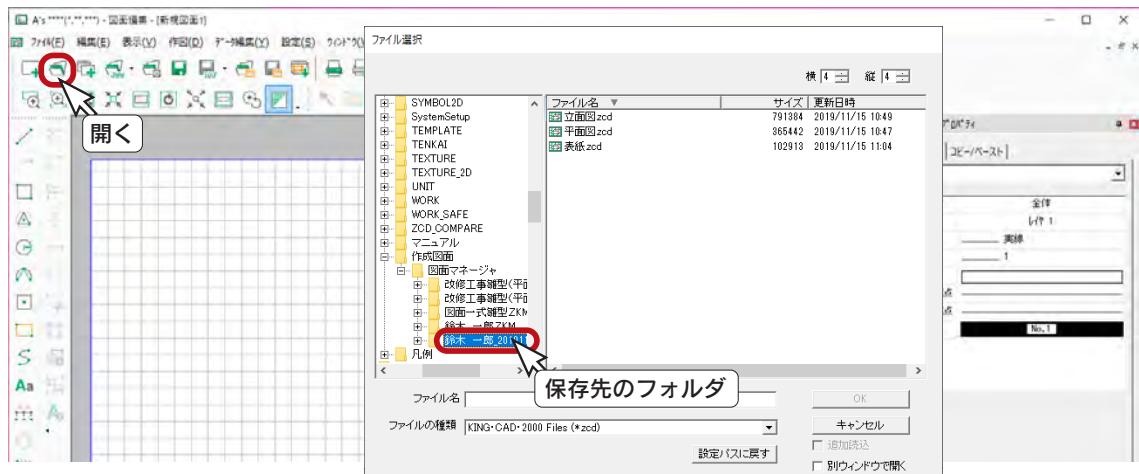 A's ****(*.**.***) - 図面編集 - [新規図面1]
ファイル(E) 編集(E) 表示(V) 作図(D) データ編集(Y) 設定(S)
開く
ファイル選択
横 4 縦 4
SYMBOL2D
SystemSetup
TEMPLATE
TENKAI
TEXTURE
TEXTURE_2D
UNIT
WORK
WORK_SAFE
ZCD_COMPARE
マニュアル
作成図面
図面マネージャ
改修工事雛型(平面
改修工事雛型(平面
図面一式雛型ZKM
鈴木 一郎ZKM
鈴木 一郎_20191
凡例
ファイル名 ▼ サイズ 更新日時
立面図.zcd 791384 2019/11/15 10:49
平面図.zcd 365442 2019/11/15 10:47
表紙.zcd 102913 2019/11/15 11:04
保存先のフォルダ
ファイル名
OK
ファイルの種類 KING・CAD・2000 Files (*.zcd)
キャンセル
設定パスに戻す
追加読込
別ウィンドウで開く
プロパティ
コピー/ペースト
全体
レイヤ 1
実線
1
点
点
No.1
Aa